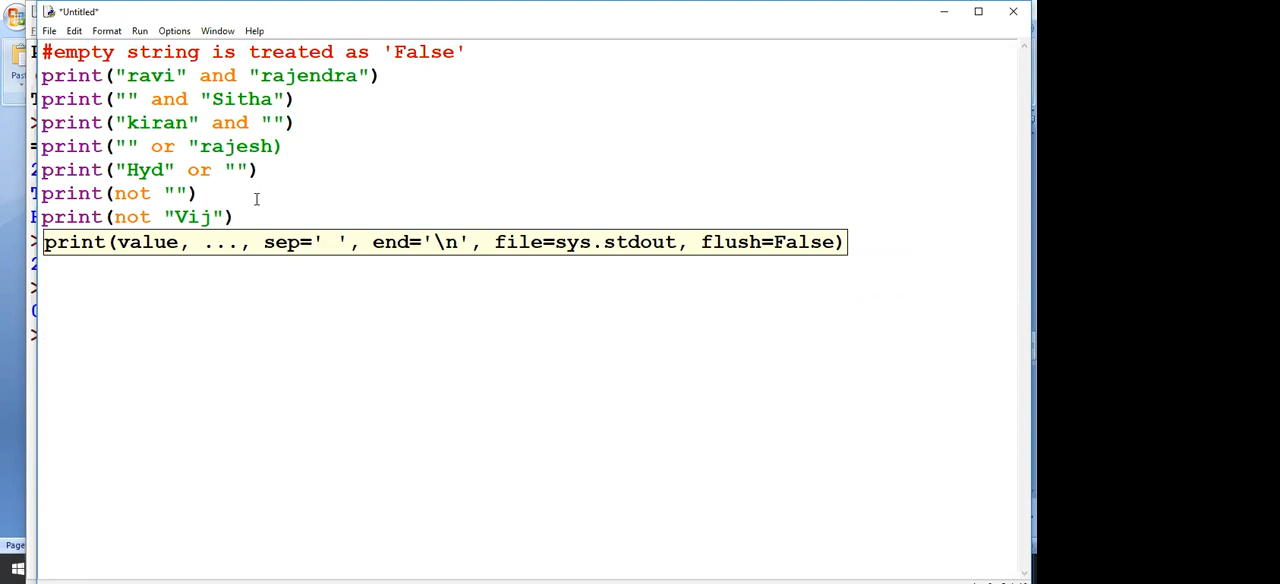 *Untitled*
File Edit Format Run Options Window Help
#empty string is treated as 'False'
print("ravi" and "rajendra")
print("" and "Sitha")
print("kiran" and "")
print("" or "rajesh)
print("Hyd" or "")
print(not "")
print(not "Vij")
print(value, ..., sep=' ', end='\n', file=sys.stdout, flush=False)
Past
Page